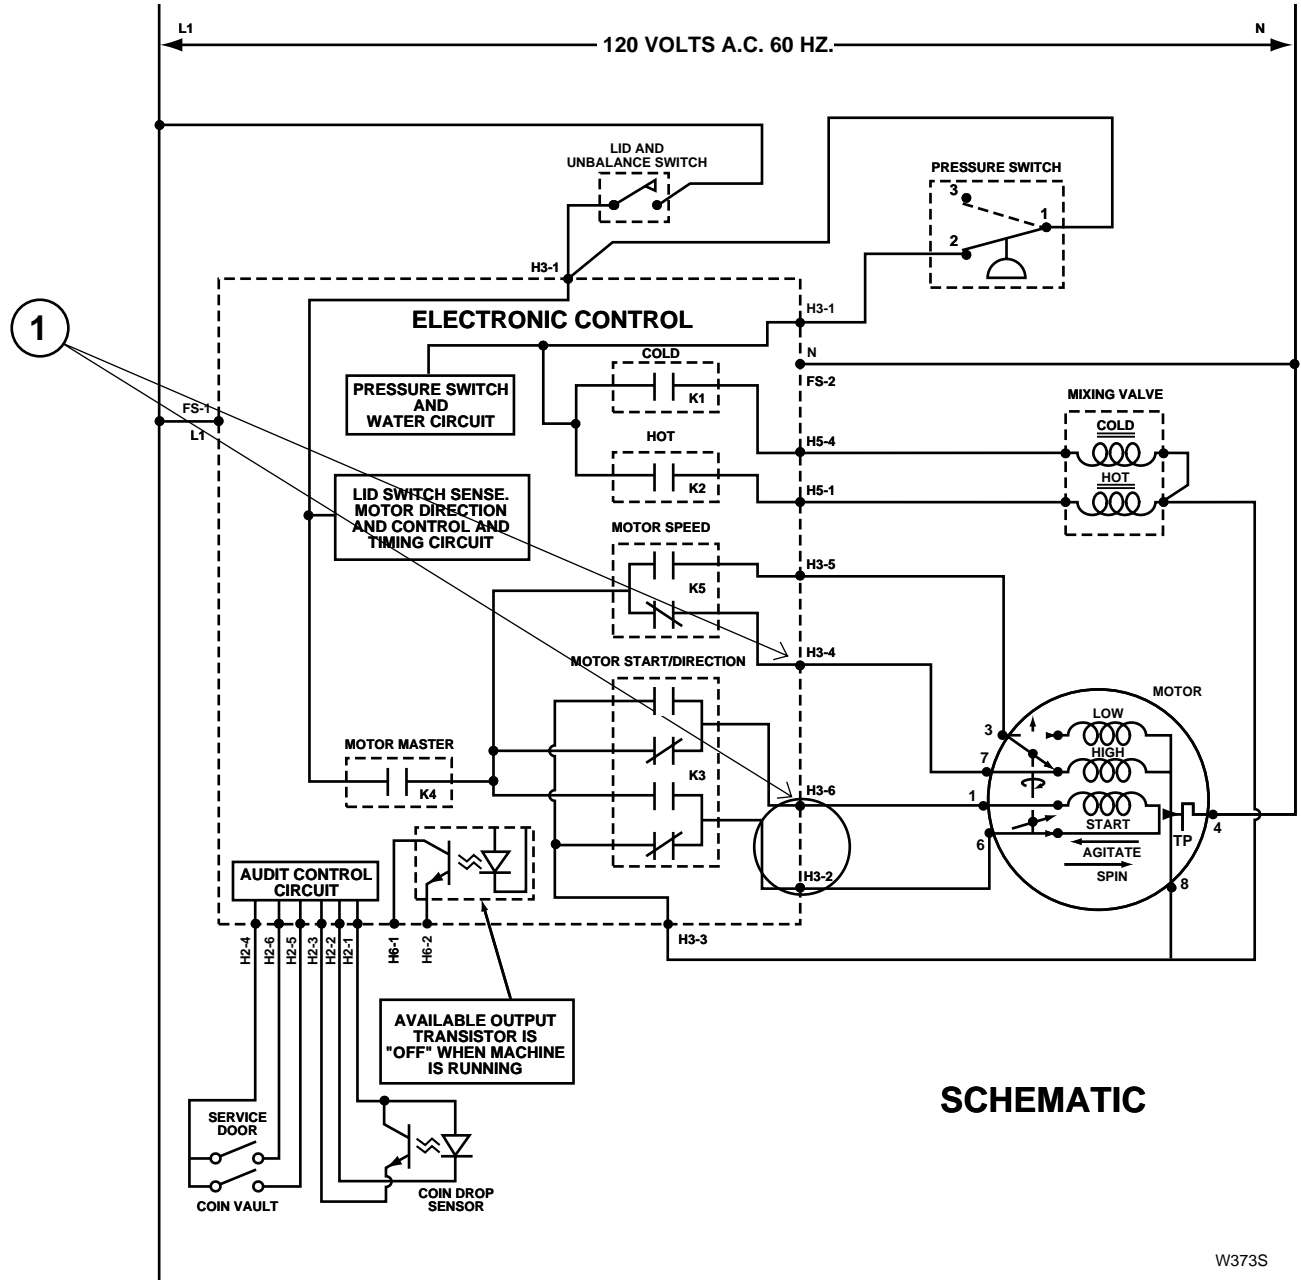 L1
N
120 VOLTS A.C. 60 HZ.
LID AND
UNBALANCE SWITCH
PRESSURE SWITCH
3
1
2
H3-1
1
ELECTRONIC CONTROL
H3-1
N
FS-2
COLD
K1
PRESSURE SWITCH
AND
WATER CIRCUIT
MIXING VALVE
COLD
HOT
FS-1
L1
HOT
K2
H5-4
H5-1
LID SWITCH SENSE.
MOTOR DIRECTION
AND CONTROL AND
TIMING CIRCUIT
MOTOR SPEED
K5
H3-5
H3-4
MOTOR START/DIRECTION
K3
MOTOR MASTER
K4
H3-6
H3-2
MOTOR
LOW
HIGH
START
3
7
1
6
TP
4
AGITATE
SPIN
8
AUDIT CONTROL
CIRCUIT
H2-4
H2-6
H2-5
H2-3
H2-2
H2-1
H6-1
H6-2
H3-3
AVAILABLE OUTPUT
TRANSISTOR IS
"OFF" WHEN MACHINE
IS RUNNING
SCHEMATIC
SERVICE
DOOR
COIN VAULT
COIN DROP
SENSOR
W373S